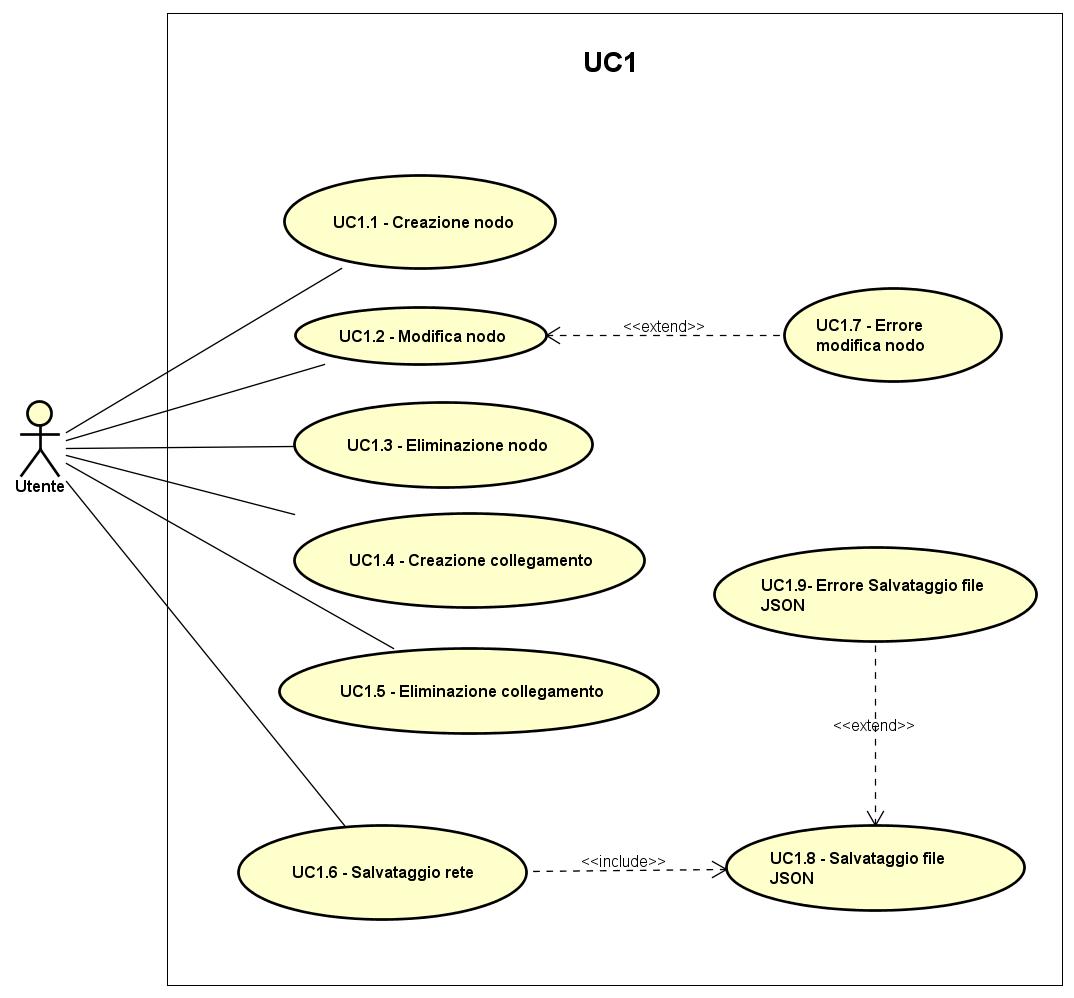 UC1
UC1.1 - Creazione nodo
UC1.2 - Modifica nodo
<<extend>>
UC1.7 - Errore
modifica nodo
UC1.3 - Eliminazione nodo
Utente
UC1.4 - Creazione collegamento
UC1.9- Errore Salvataggio file
JSON
UC1.5 - Eliminazione collegamento
<<extend>>
UC1.6 - Salvataggio rete
<<include>>
UC1.8 - Salvataggio file
JSON